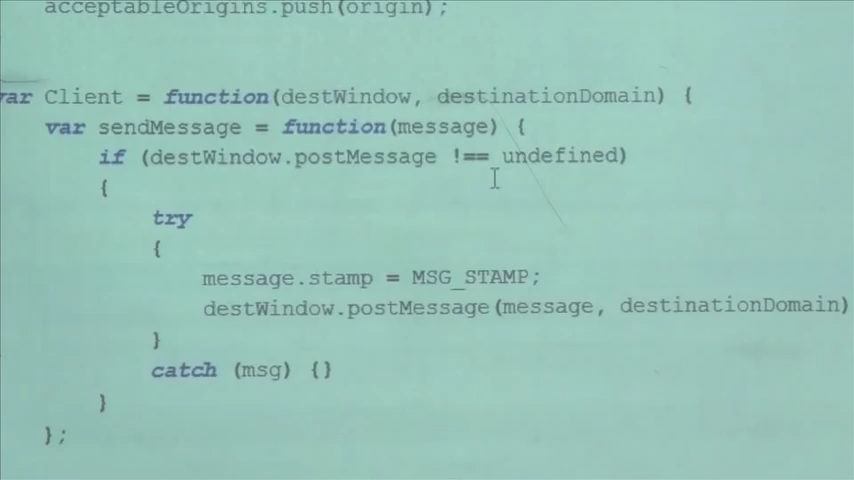 acceptableOrigins.push(origin);
var Client = function(destWindow, destinationDomain) {
var sendMessage = function(message) {
if (destWindow.postMessage !== undefined)
{
try
{
message.stamp = MSG_STAMP;
destWindow.postMessage(message, destinationDomain)
}
catch (msg) {}
}
};